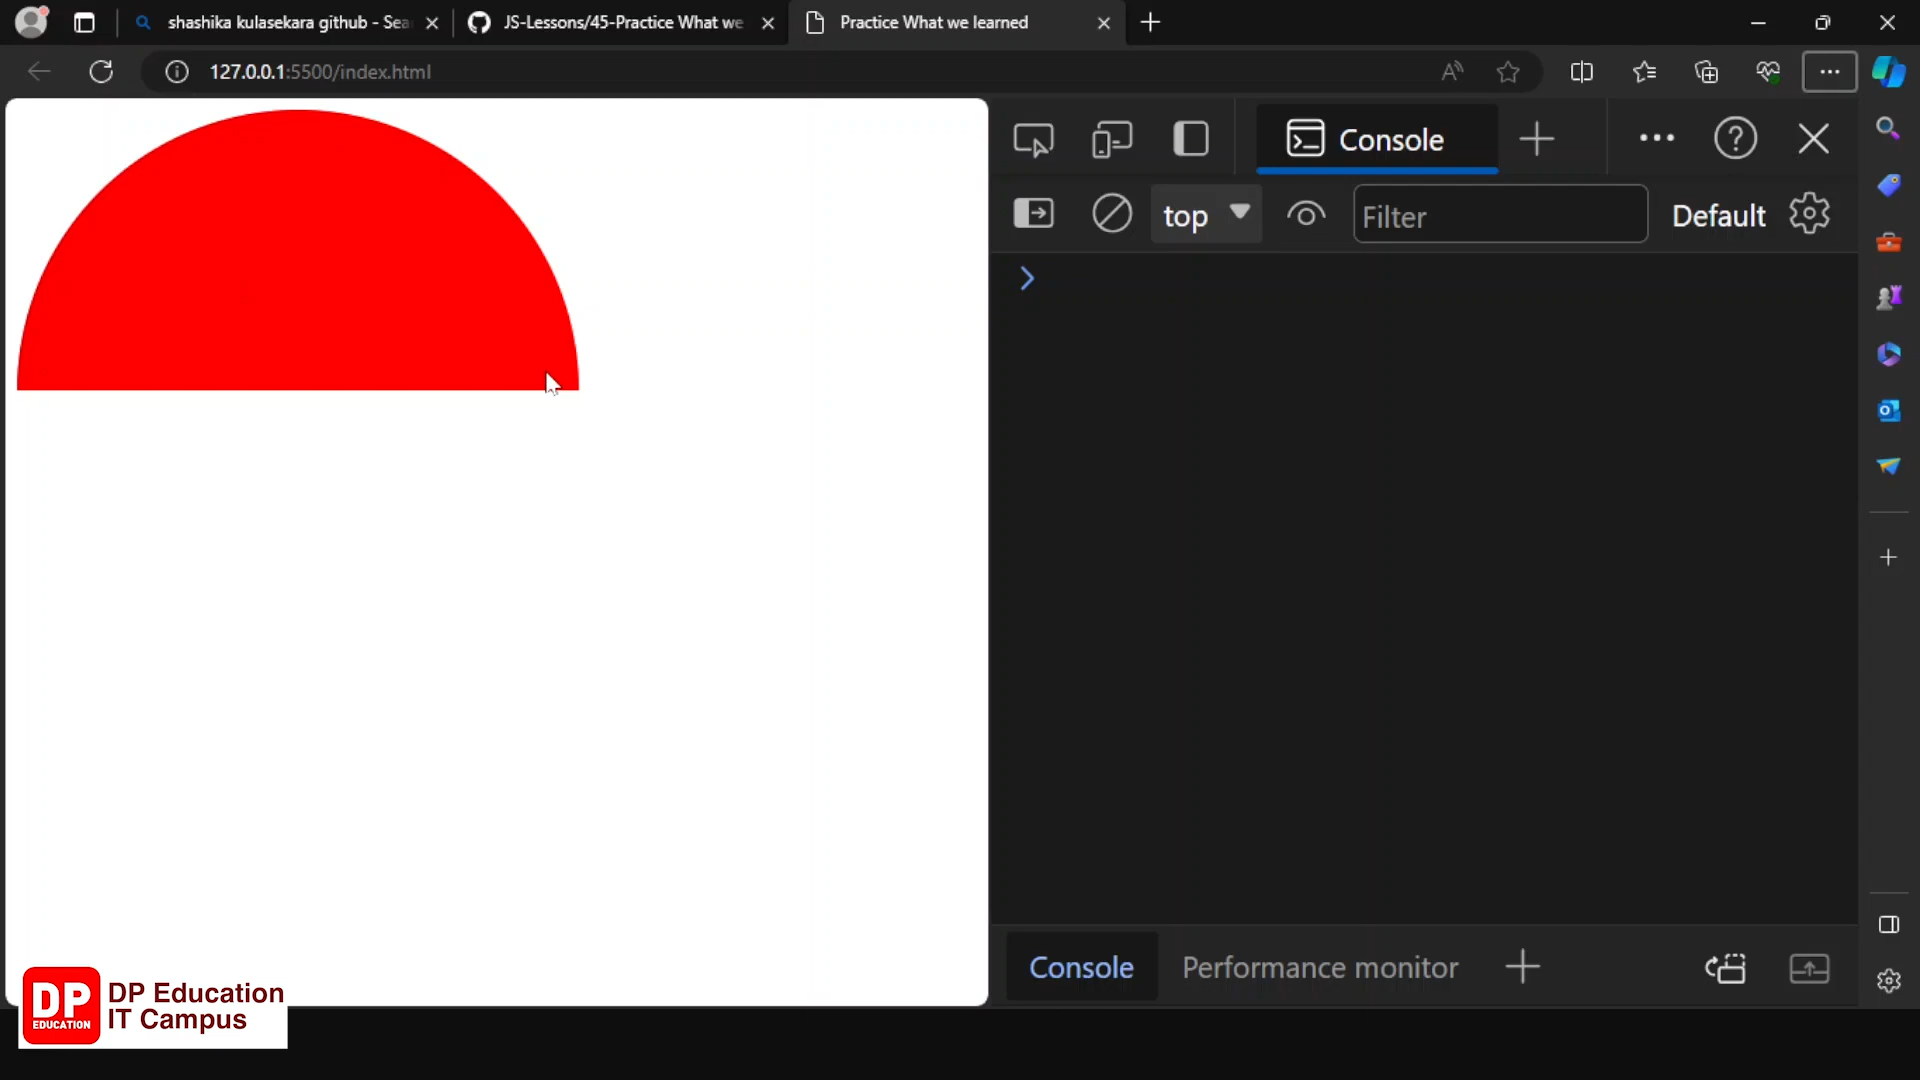 shashika kulasekara github - Sea
JS-Lessons/45-Practice What we
Practice What we learned
127.0.0.1:5500/index.html
Console
top
Filter
Default
Console
Performance monitor
DP
EDUCATION
DP Education
IT Campus